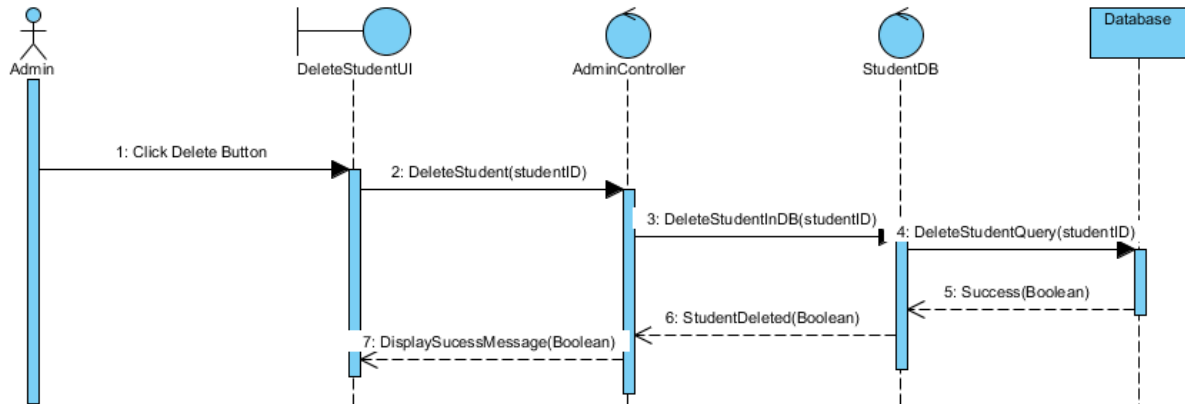 Database
Admin
DeleteStudentUI
AdminController
StudentDB
1: Click Delete Button
2: DeleteStudent(studentID)
3: DeleteStudentInDB(studentID)
4: DeleteStudentQuery(studentID)
5: Success(Boolean)
6: StudentDeleted(Boolean)
7: DisplaySucessMessage(Boolean)